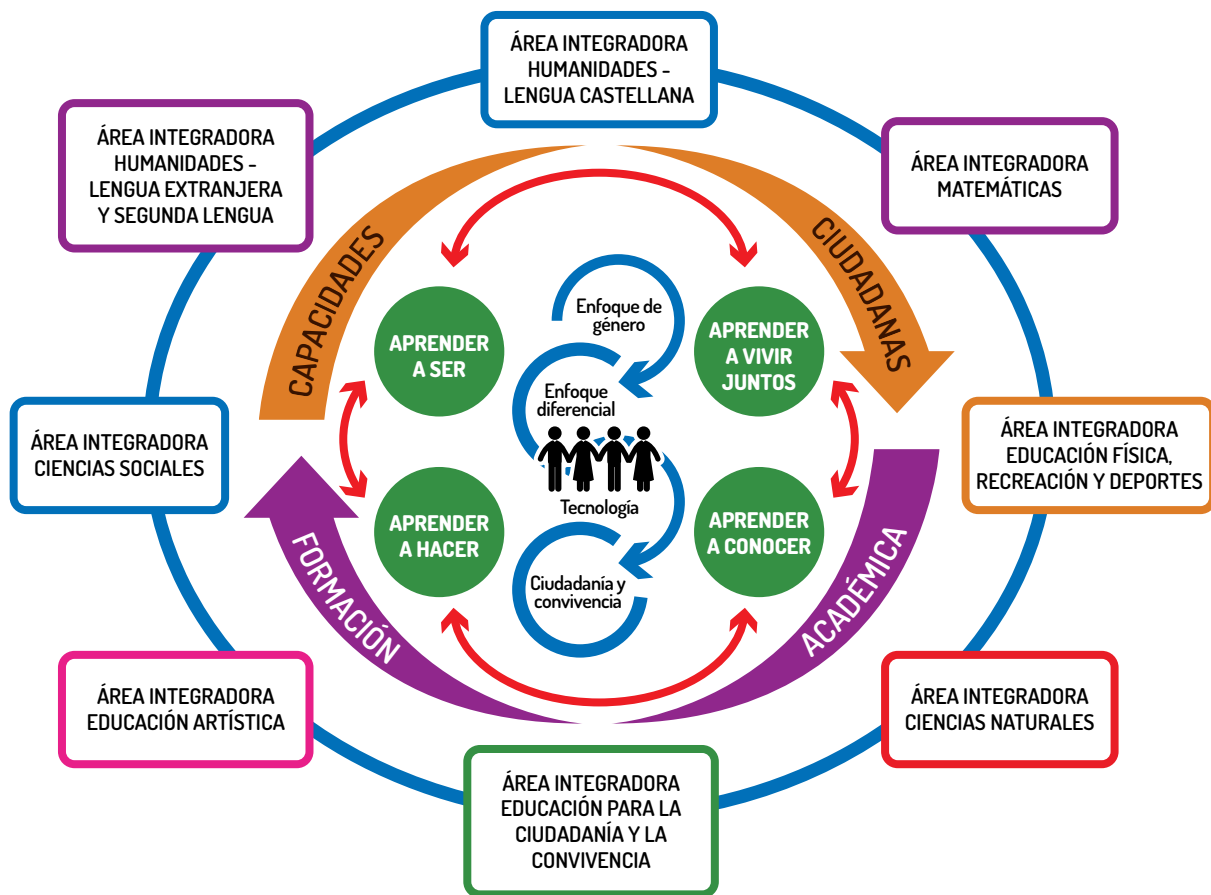 ÁREA INTEGRADORA
HUMANIDADES -
LENGUA CASTELLANA
ÁREA INTEGRADORA
HUMANIDADES -
LENGUA EXTRANJERA
Y SEGUNDA LENGUA
ÁREA INTEGRADORA
MATEMÁTICAS
CAPACIDADES
CIUDADANAS
APRENDER
A SER
Enfoque de
género
APRENDER
A VIVIR
JUNTOS
Enfoque
diferencial
ÁREA INTEGRADORA
CIENCIAS SOCIALES
ÁREA INTEGRADORA
EDUCACIÓN FÍSICA,
RECREACIÓN Y DEPORTES
Tecnología
APRENDER
A HACER
APRENDER
A CONOCER
Ciudadanía y
convivencia
FORMACIÓN
ACADÉMICA
ÁREA INTEGRADORA
EDUCACIÓN ARTÍSTICA
ÁREA INTEGRADORA
CIENCIAS NATURALES
ÁREA INTEGRADORA
EDUCACIÓN PARA LA
CIUDADANÍA Y LA
CONVIVENCIA